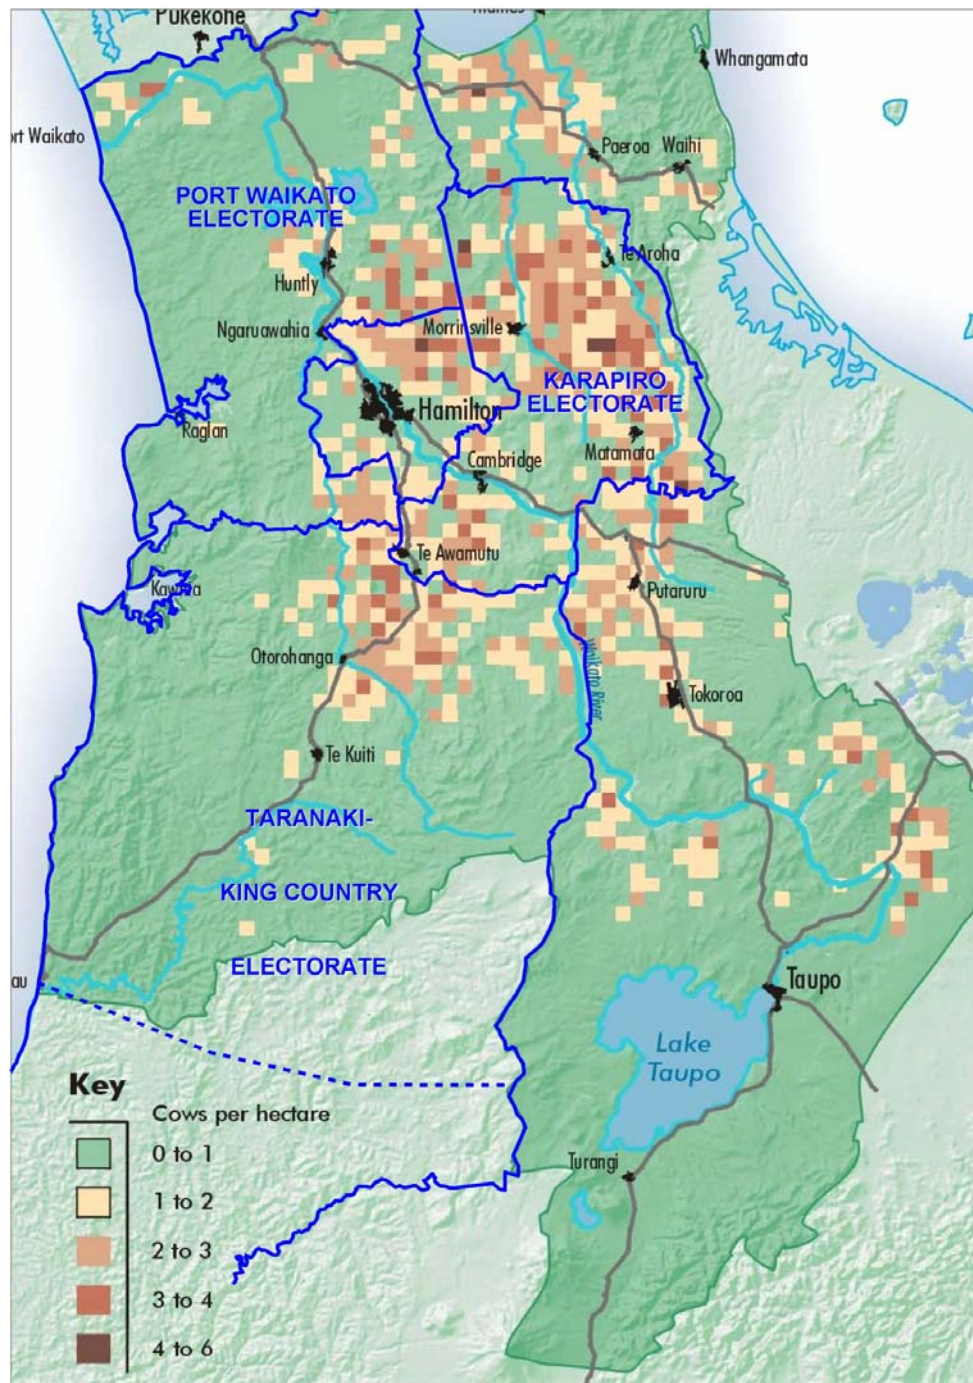 Pukekohe
Whangamata
ort Waikato
Paeroa
Waihi
PORT WAIKATO
ELECTORATE
Te Aroha
Huntly
Ngaruawahia
Morrinsville
KARAPIRO
ELECTORATE
Hamilton
Raglan
Matamata
Cambridge
Te Awamutu
Putaruru
Otorohanga
Waikato River
Tokoroa
Te Kuiti
TARANAKI-
KING COUNTRY
ELECTORATE
au
Taupo
Lake
Taupo
Turangi
Key
Cows per hectare
0 to 1
1 to 2
2 to 3
3 to 4
4 to 6